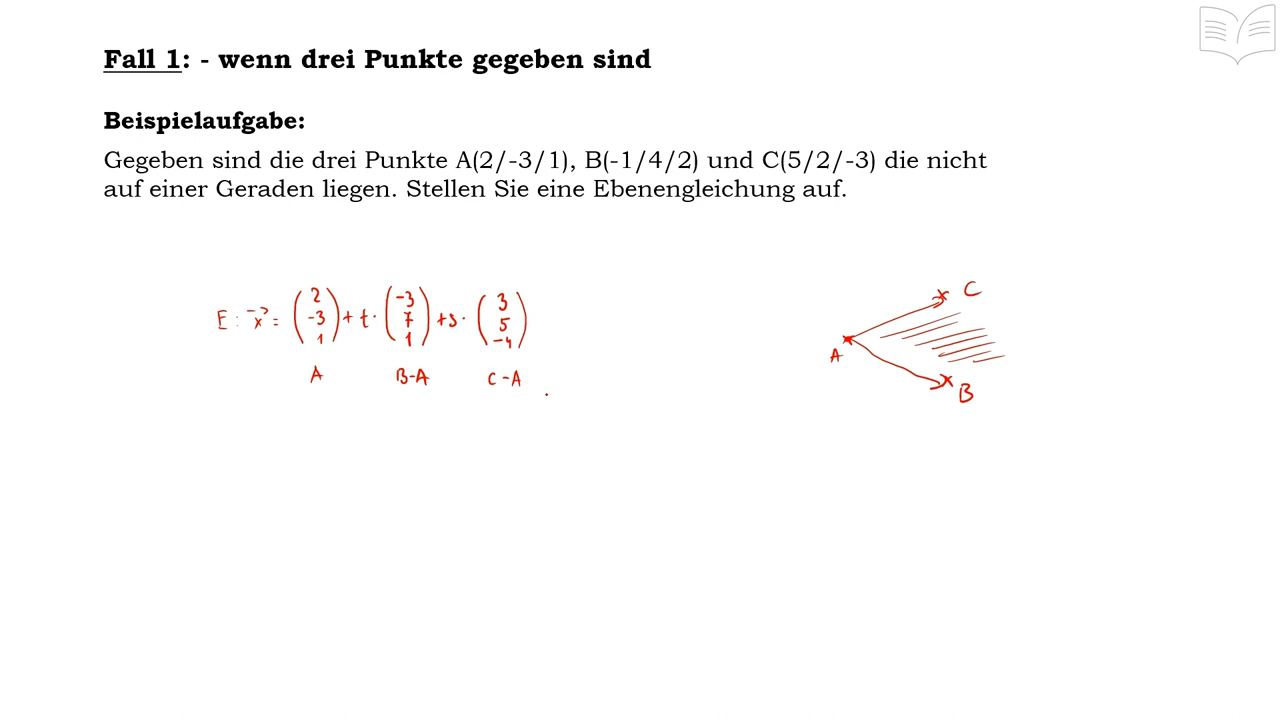 Fall 1: - wenn drei Punkte gegeben sind
Beispielaufgabe:
Gegeben sind die drei Punkte A(2/-3/1), B(-1/4/2) und C(5/2/-3) die nicht
auf einer Geraden liegen. Stellen Sie eine Ebenengleichung auf.
E: x⃗ = (2 -3 1) + t · (-3 7 1) + s · (3 5 -4)
A B-A C-A
C
A
B